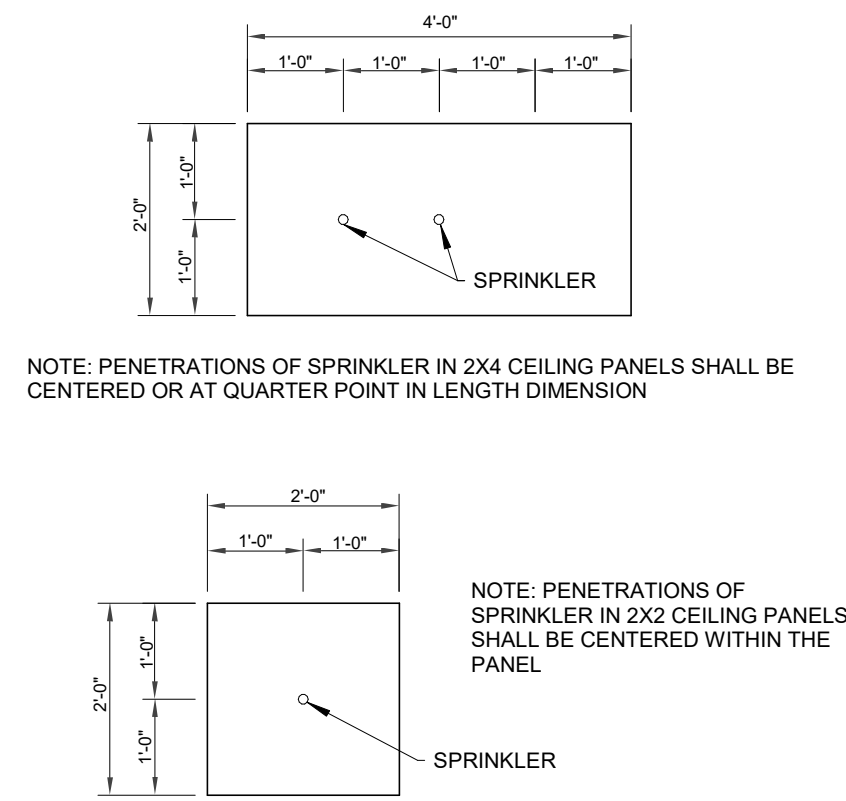 4'-0"
1'-0" 1'-0" 1'-0" 1'-0"
2'-0"
1'-0"
1'-0"
SPRINKLER
NOTE: PENETRATIONS OF SPRINKLER IN 2X4 CEILING PANELS SHALL BE
CENTERED OR AT QUARTER POINT IN LENGTH DIMENSION
2'-0"
1'-0" 1'-0"
2'-0"
1'-0"
1'-0"
NOTE: PENETRATIONS OF
SPRINKLER IN 2X2 CEILING PANELS
SHALL BE CENTERED WITHIN THE
PANEL
SPRINKLER